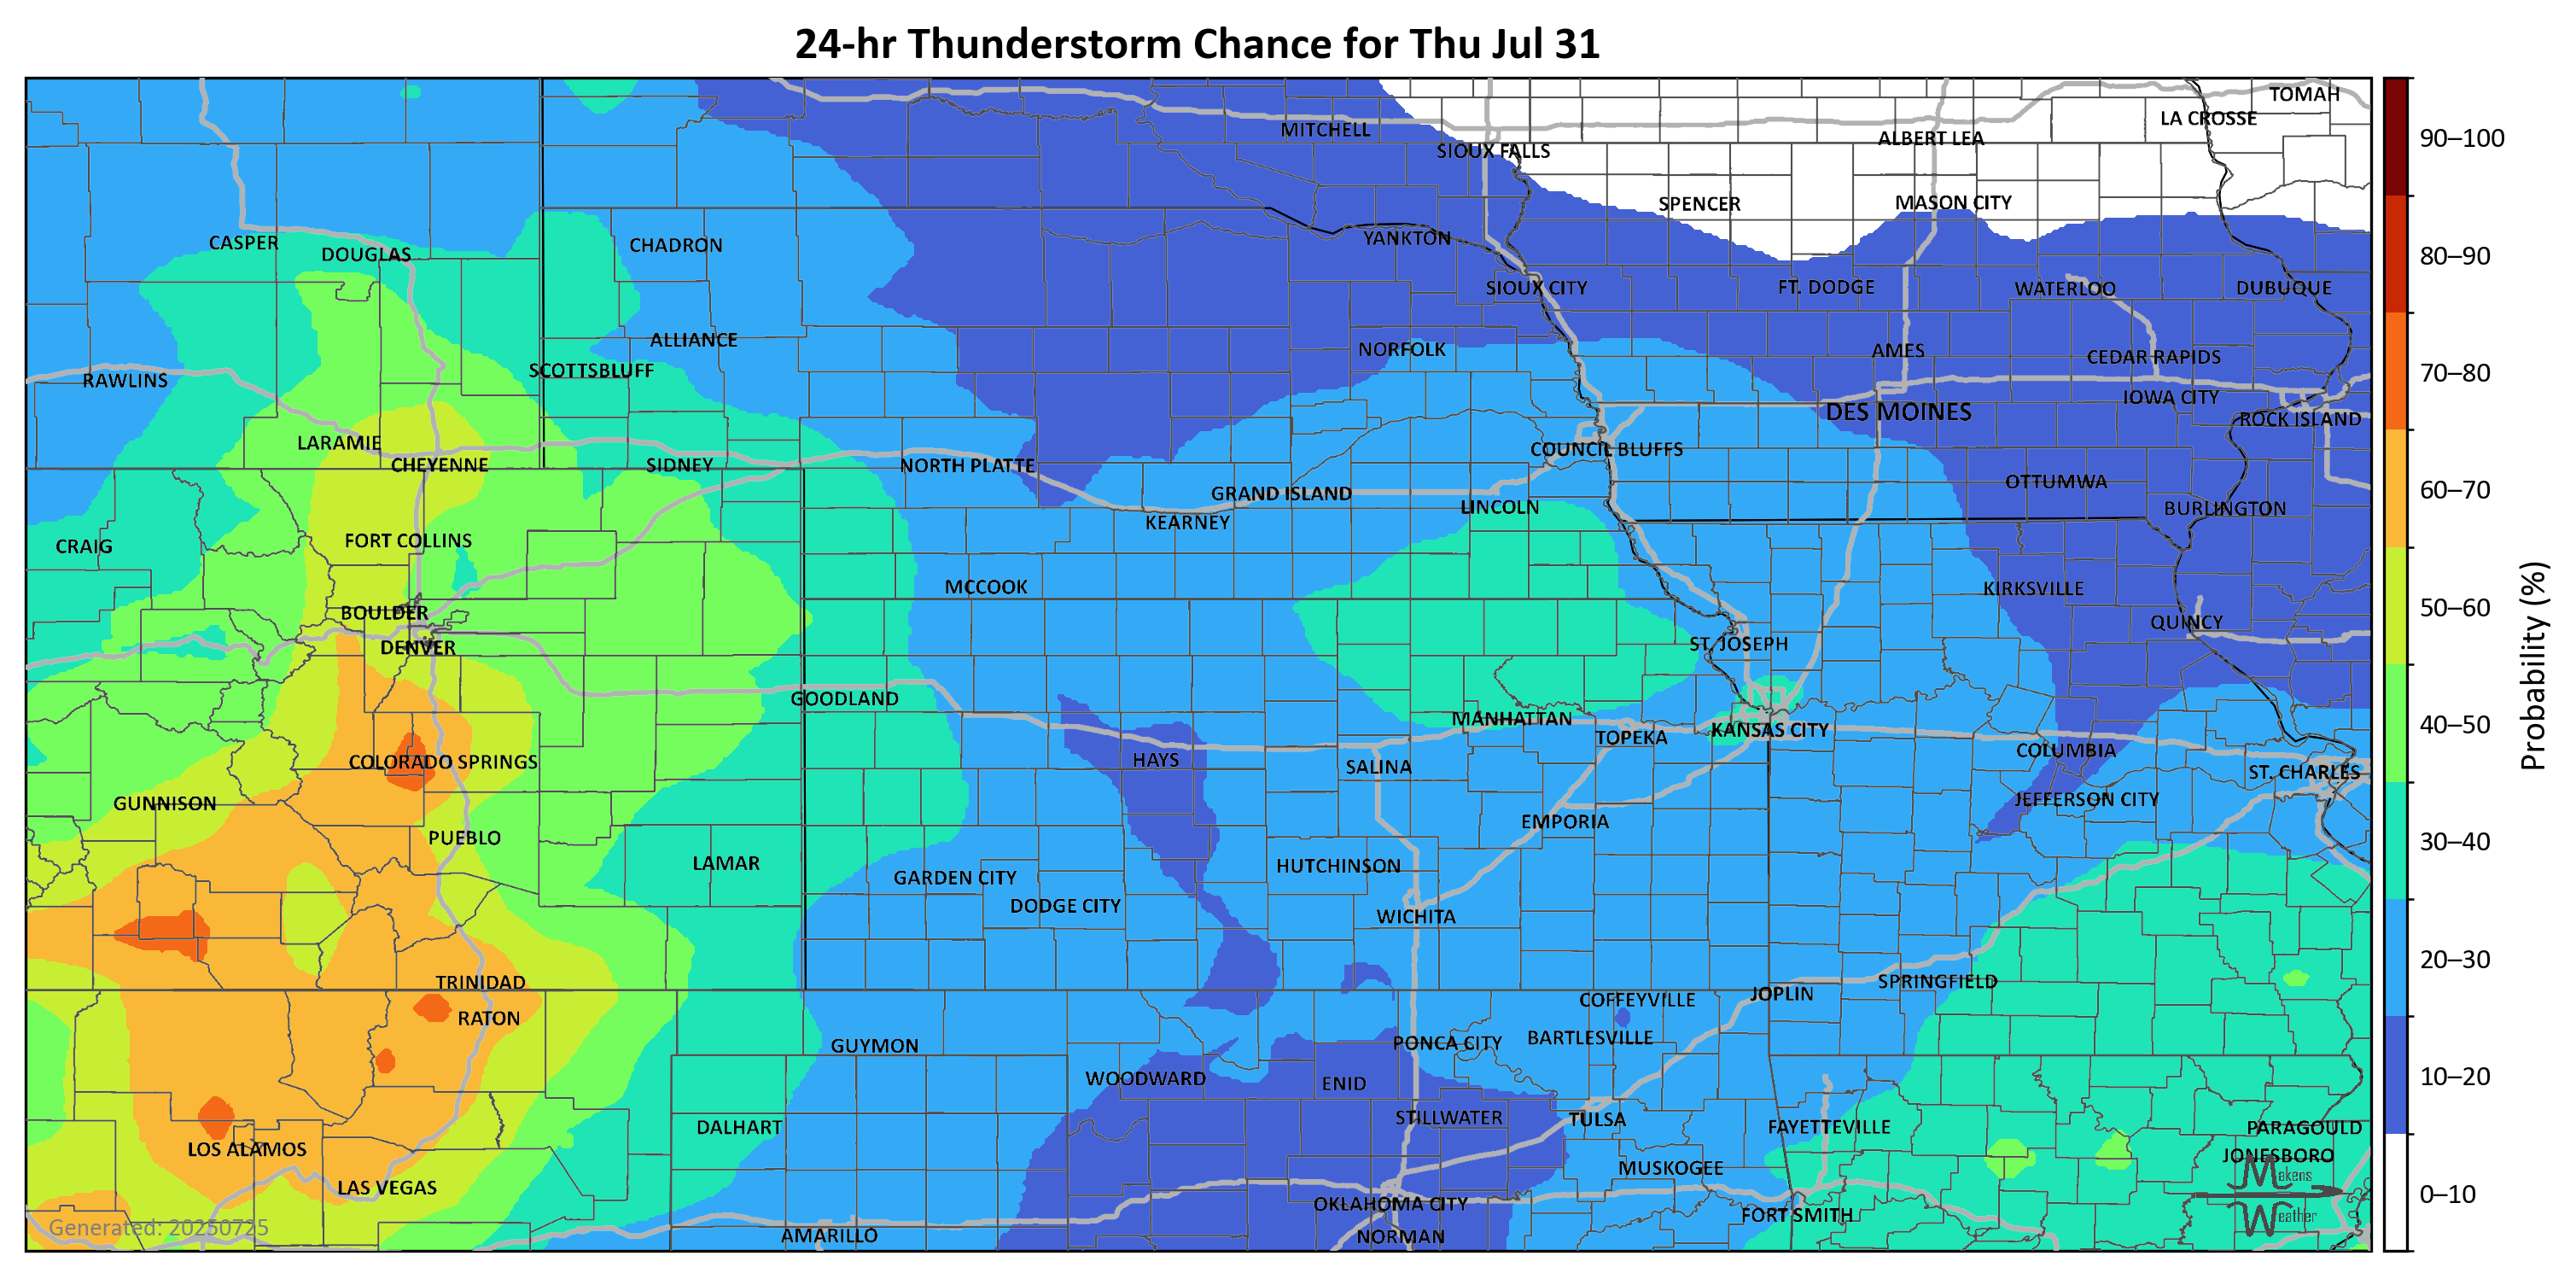 24-hr Thunderstorm Chance for Thu Jul 31
TOMAH
LA CROSSE
MITCHELL
ALBERT LEA
SIOUX FALLS
SPENCER
MASON CITY
CASPER
DOUGLAS
CHADRON
YANKTON
SIOUX CITY
FT. DODGE
WATERLOO
DUBUQUE
ALLIANCE
NORFOLK
AMES
CEDAR RAPIDS
RAWLINS
SCOTTSBLUFF
IOWA CITY
DES MOINES
ROCK ISLAND
LARAMIE
COUNCIL BLUFFS
CHEYENNE
SIDNEY
NORTH PLATTE
OTTUMWA
GRAND ISLAND
LINCOLN
BURLINGTON
KEARNEY
CRAIG
FORT COLLINS
MCCOOK
KIRKSVILLE
BOULDER
QUINCY
DENVER
ST. JOSEPH
GOODLAND
MANHATTAN
KANSAS CITY
TOPEKA
COLUMBIA
COLORADO SPRINGS
HAYS
SALINA
ST. CHARLES
GUNNISON
JEFFERSON CITY
PUEBLO
EMPORIA
LAMAR
HUTCHINSON
GARDEN CITY
DODGE CITY
WICHITA
TRINIDAD
SPRINGFIELD
JOPLIN
COFFEYVILLE
RATON
BARTLESVILLE
GUYMON
PONCA CITY
WOODWARD
ENID
STILLWATER
TULSA
DALHART
FAYETTEVILLE
PARAGOULD
LOS ALAMOS
JONESBORO
MUSKOGEE
LAS VEGAS
OKLAHOMA CITY
FORT SMITH
AMARILLO
NORMAN
Generated: 20250725
Makens
Weather
90–100
80–90
70–80
60–70
50–60
40–50
30–40
20–30
10–20
0–10
Probability (%)